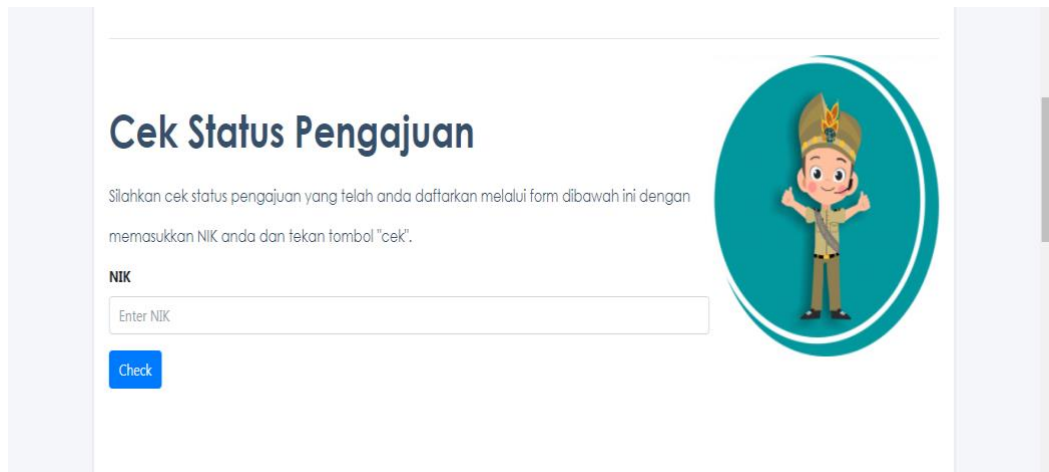 Cek Status Pengajuan
Silahkan cek status pengajuan yang telah anda daftarkan melalui form dibawah ini dengan
memasukkan NIK anda dan tekan tombol "cek".
NIK
Enter NIK
Check